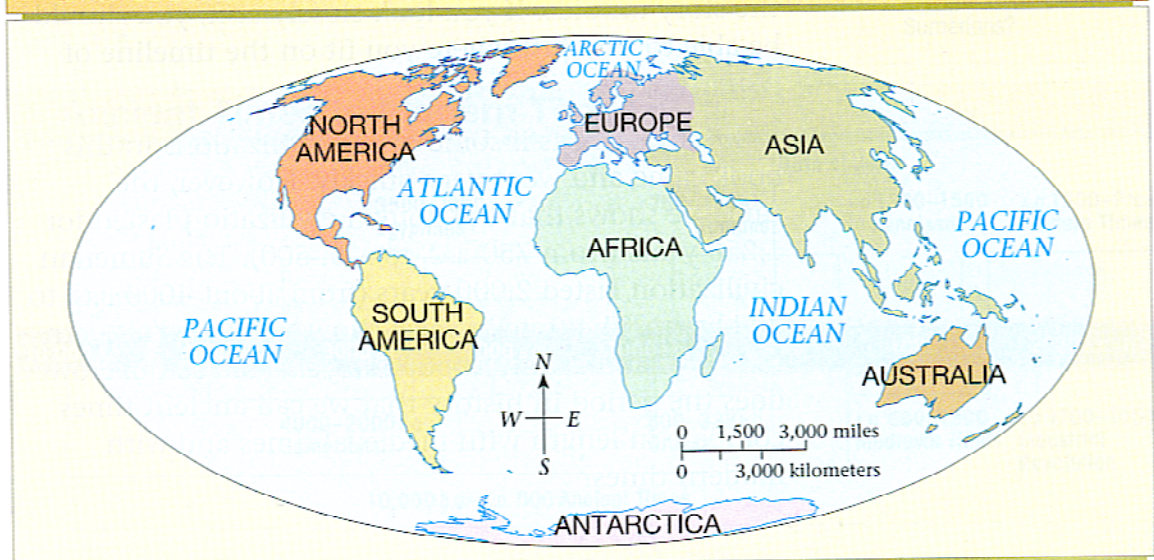 ARCTIC
OCEAN
NORTH
AMERICA
EUROPE
ASIA
ATLANTIC
OCEAN
PACIFIC
OCEAN
AFRICA
SOUTH
AMERICA
INDIAN
OCEAN
PACIFIC
OCEAN
AUSTRALIA
N
W E
S
0 1,500 3,000 miles
0 3,000 kilometers
ANTARCTICA